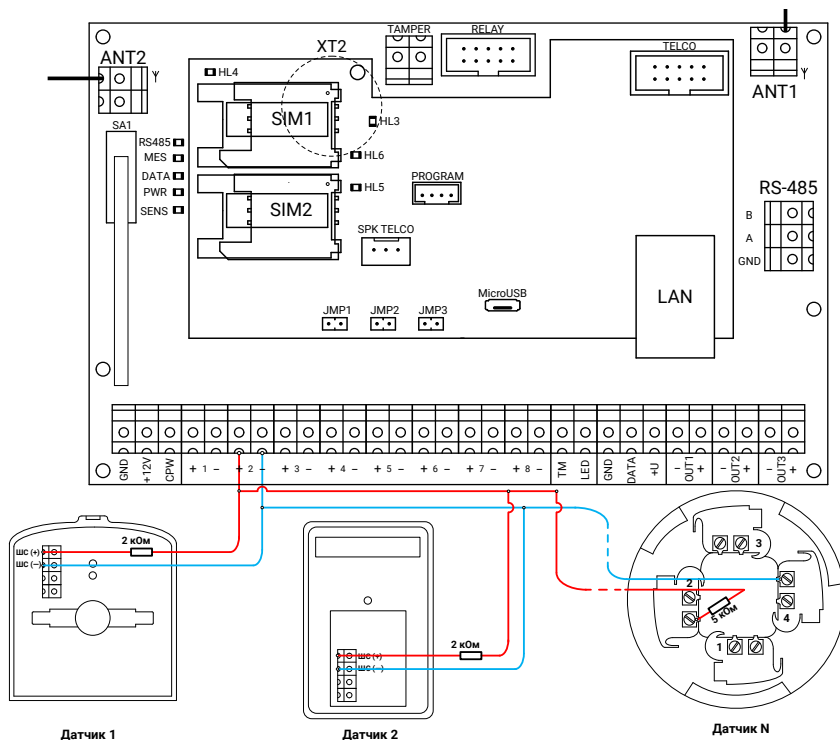 TAMPER
RELAY
XT2
TELCO
ANT2
HL4
ANT1
SA1
SIM1
HL3
RS485
MES
HL6
DATA
PROGRAM
PWR
HL5
RS-485
SENS
SIM2
B
SPK TELCO
A
GND
MicroUSB
LAN
JMP1 JMP2 JMP3
GND +12V CPW + 1 − + 2 − + 3 − + 4 − + 5 − + 6 − + 7 − + 8 − TM LED GND DATA +U − OUT1 + − OUT2 + − OUT3 +
ШС (+)
2 кОм
ШС (−)
3
2
5 кОм
4
1
2 кОм
ШС (+)
ШС (−)
Датчик 1
Датчик 2
Датчик N